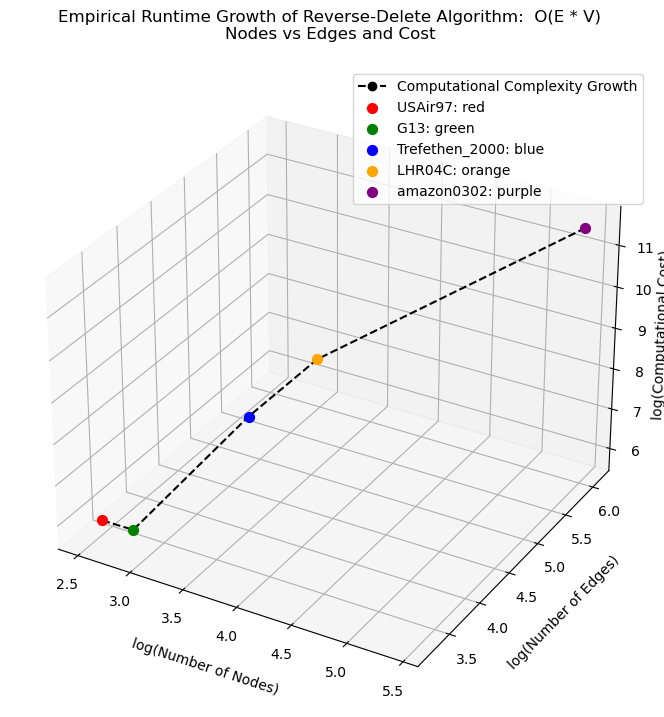 Empirical Runtime Growth of Reverse-Delete Algorithm:  O(E * V)
Nodes vs Edges and Cost
Computational Complexity Growth
USAir97: red
G13: green
Trefethen_2000: blue
LHR04C: orange
amazon0302: purple
11
10
9
8
7
6
log(Computational Cost)
6.0
5.5
5.0
4.5
4.0
3.5
log(Number of Edges)
2.5
3.0
3.5
4.0
4.5
5.0
5.5
log(Number of Nodes)